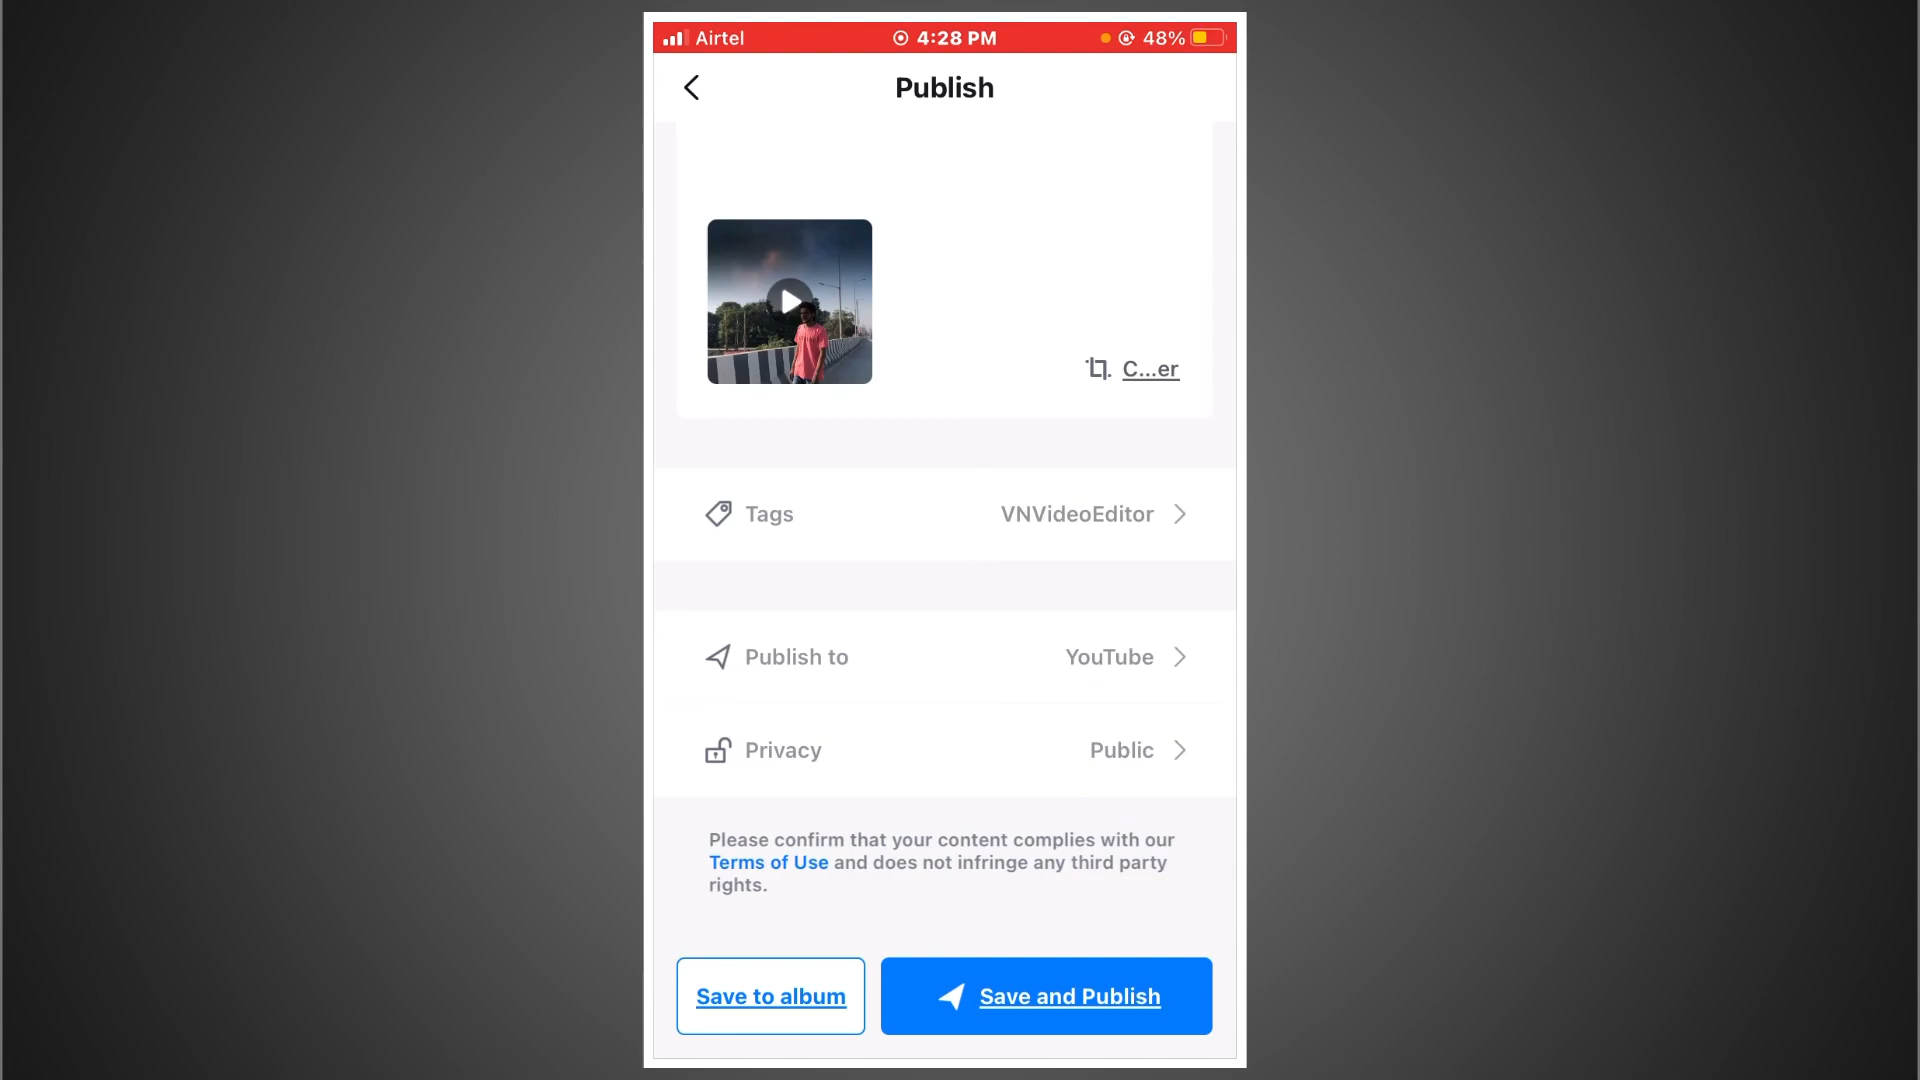 Airtel 4:28 PM 48%
Publish
C...er
Tags VNVideoEditor
Publish to YouTube
Privacy Public
Please confirm that your content complies with our
Terms of Use and does not infringe any third party
rights.
Save to album Save and Publish